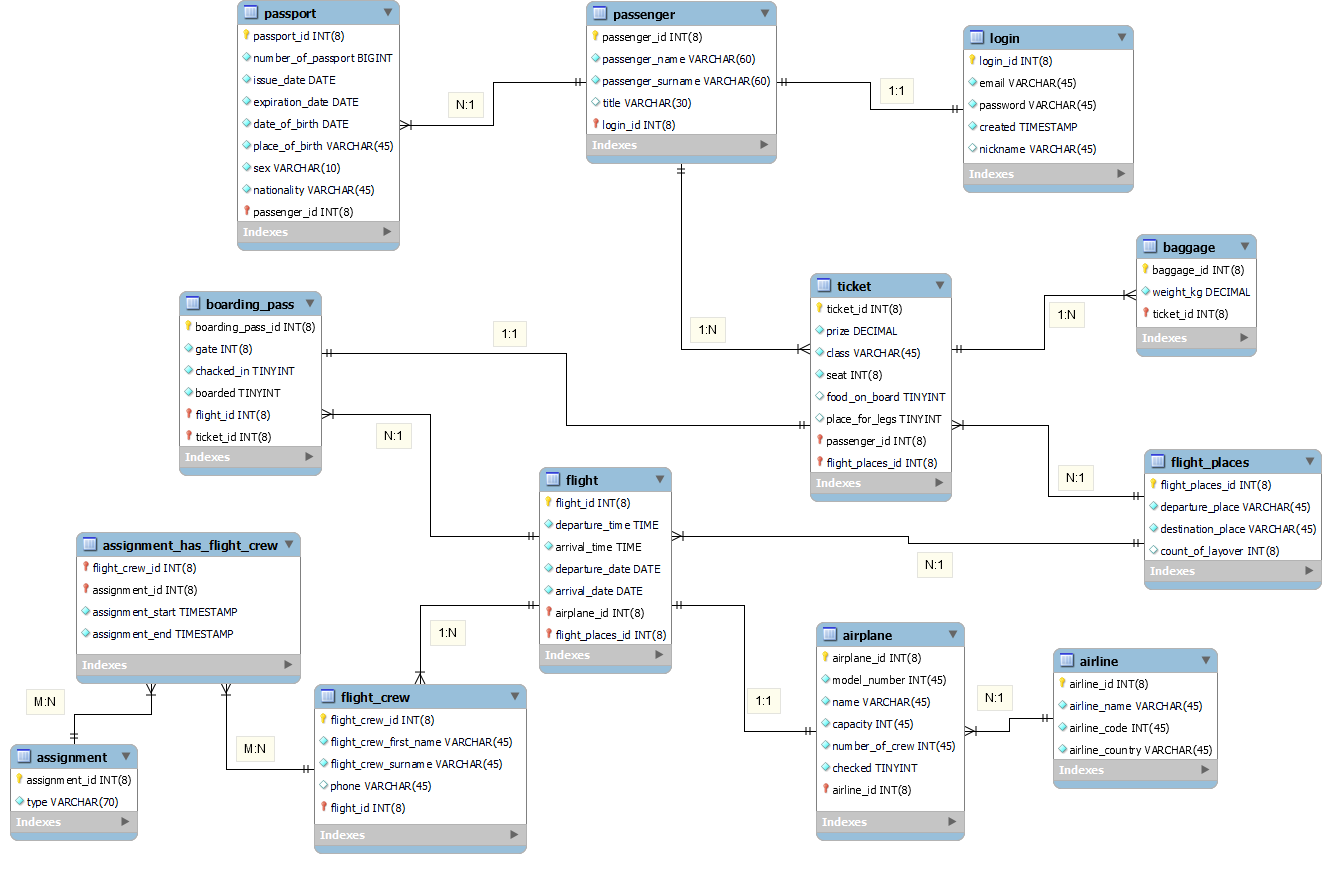 passport
passport_id INT(8)
number_of_passport BIGINT
issue_date DATE
expiration_date DATE
date_of_birth DATE
place_of_birth VARCHAR(45)
sex VARCHAR(10)
nationality VARCHAR(45)
passenger_id INT(8)
Indexes
N:1
passenger
passenger_id INT(8)
passenger_name VARCHAR(60)
passenger_surname VARCHAR(60)
title VARCHAR(30)
login_id INT(8)
Indexes
1:1
login
login_id INT(8)
email VARCHAR(45)
password VARCHAR(45)
created TIMESTAMP
nickname VARCHAR(45)
Indexes
boarding_pass
boarding_pass_id INT(8)
gate INT(8)
chacked_in TINYINT
boarded TINYINT
flight_id INT(8)
ticket_id INT(8)
Indexes
1:1
N:1
1:N
ticket
ticket_id INT(8)
prize DECIMAL
class VARCHAR(45)
seat INT(8)
food_on_board TINYINT
place_for_legs TINYINT
passenger_id INT(8)
flight_places_id INT(8)
Indexes
1:N
baggage
baggage_id INT(8)
weight_kg DECIMAL
ticket_id INT(8)
Indexes
N:1
flight_places
flight_places_id INT(8)
departure_place VARCHAR(45)
destination_place VARCHAR(45)
count_of_layover INT(8)
Indexes
N:1
flight
flight_id INT(8)
departure_time TIME
arrival_time TIME
departure_date DATE
arrival_date DATE
airplane_id INT(8)
flight_places_id INT(8)
Indexes
assignment_has_flight_crew
flight_crew_id INT(8)
assignment_id INT(8)
assignment_start TIMESTAMP
assignment_end TIMESTAMP
Indexes
1:N
M:N
M:N
assignment
assignment_id INT(8)
type VARCHAR(70)
Indexes
flight_crew
flight_crew_id INT(8)
flight_crew_first_name VARCHAR(45)
flight_crew_surname VARCHAR(45)
phone VARCHAR(45)
flight_id INT(8)
Indexes
1:1
airplane
airplane_id INT(8)
model_number INT(45)
name VARCHAR(45)
capacity INT(45)
number_of_crew INT(45)
checked TINYINT
airline_id INT(8)
Indexes
N:1
airline
airline_id INT(8)
airline_name VARCHAR(45)
airline_code INT(45)
airline_country VARCHAR(45)
Indexes